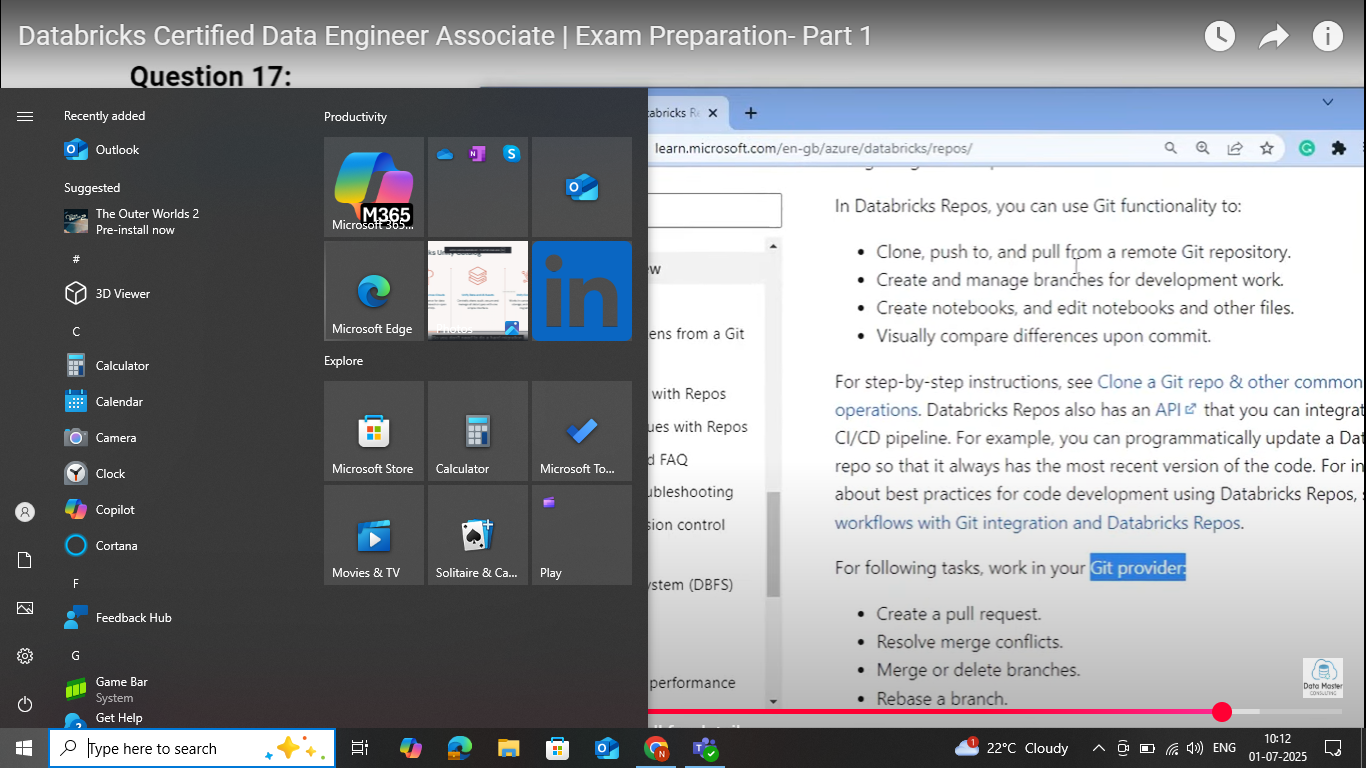 Databricks Certified Data Engineer Associate | Exam Preparation- Part 1
Question 17:
Recently added
Outlook
Suggested
The Outer Worlds 2
Pre-install now
#
3D Viewer
C
Calculator
Calendar
Camera
Clock
Copilot
Cortana
F
Feedback Hub
G
Game Bar
System
Get Help
Productivity
M365
Microsoft 365...
Microsoft Edge
Photos
in
Explore
Microsoft Store
Calculator
Microsoft To...
Movies & TV
Solitaire & Ca...
Play
learn.microsoft.com/en-gb/azure/databricks/repos/
ew
ens from a Git
with Repos
ues with Repos
d FAQ
ubleshooting
sion control
stem (DBFS)
performance
In Databricks Repos, you can use Git functionality to:
• Clone, push to, and pull from a remote Git repository.
• Create and manage branches for development work.
• Create notebooks, and edit notebooks and other files.
• Visually compare differences upon commit.
For step-by-step instructions, see Clone a Git repo & other common
operations. Databricks Repos also has an API that you can integrat
CI/CD pipeline. For example, you can programmatically update a Dat
repo so that it always has the most recent version of the code. For in
about best practices for code development using Databricks Repos,
workflows with Git integration and Databricks Repos.
For following tasks, work in your Git provider:
• Create a pull request.
• Resolve merge conflicts.
• Merge or delete branches.
• Rebase a branch.
Data Master
CONSULTING
Type here to search
22°C Cloudy
ENG
10:12
01-07-2025